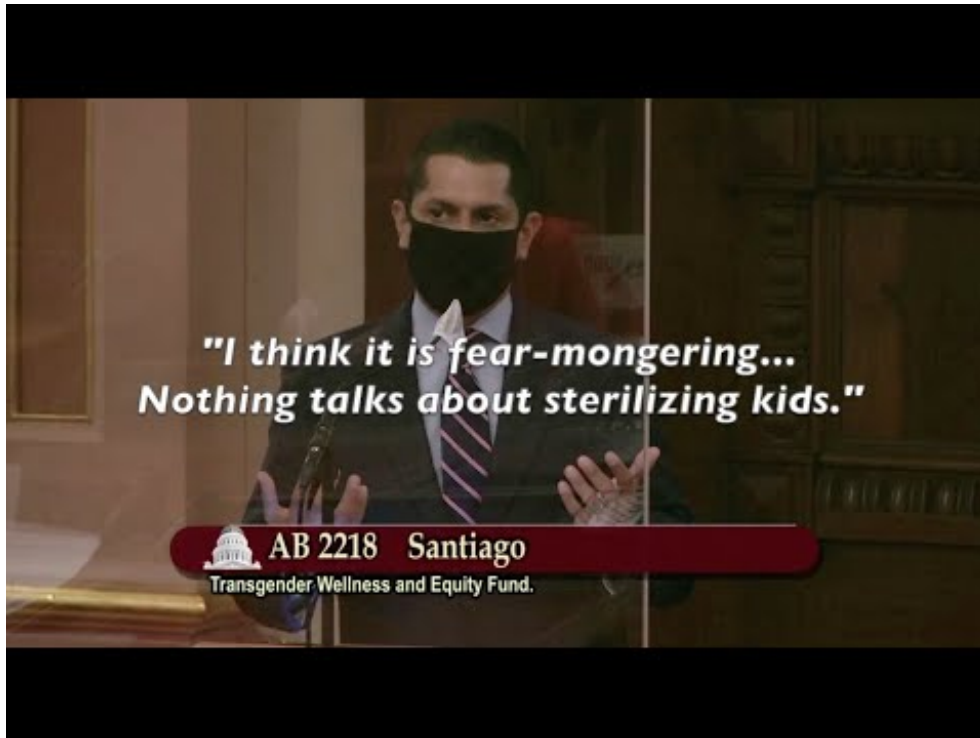 "I think it is fear-mongering...
Nothing talks about sterilizing kids."
AB 2218 Santiago
Transgender Wellness and Equity Fund.